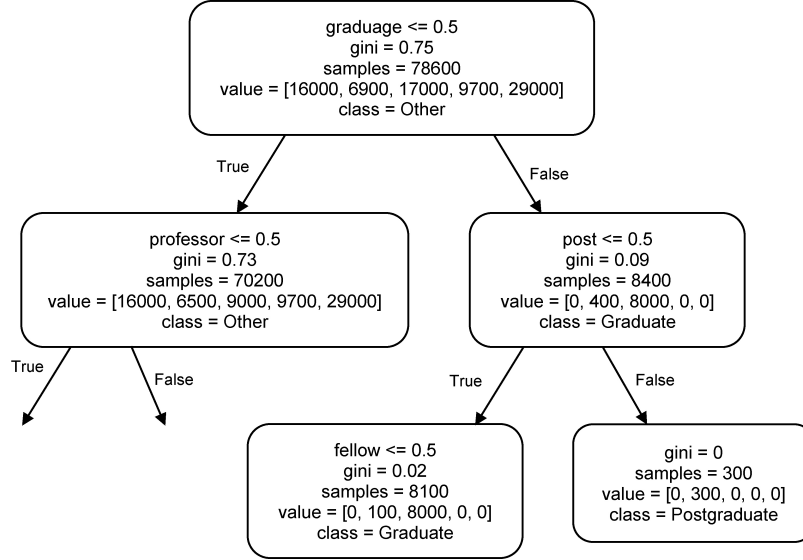 graduage <= 0.5
gini = 0.75
samples = 78600
value = [16000, 6900, 17000, 9700, 29000]
class = Other
True
False
professor <= 0.5
gini = 0.73
samples = 70200
value = [16000, 6500, 9000, 9700, 29000]
class = Other
post <= 0.5
gini = 0.09
samples = 8400
value = [0, 400, 8000, 0, 0]
class = Graduate
True
False
True
False
fellow <= 0.5
gini = 0.02
samples = 8100
value = [0, 100, 8000, 0, 0]
class = Graduate
gini = 0
samples = 300
value = [0, 300, 0, 0, 0]
class = Postgraduate